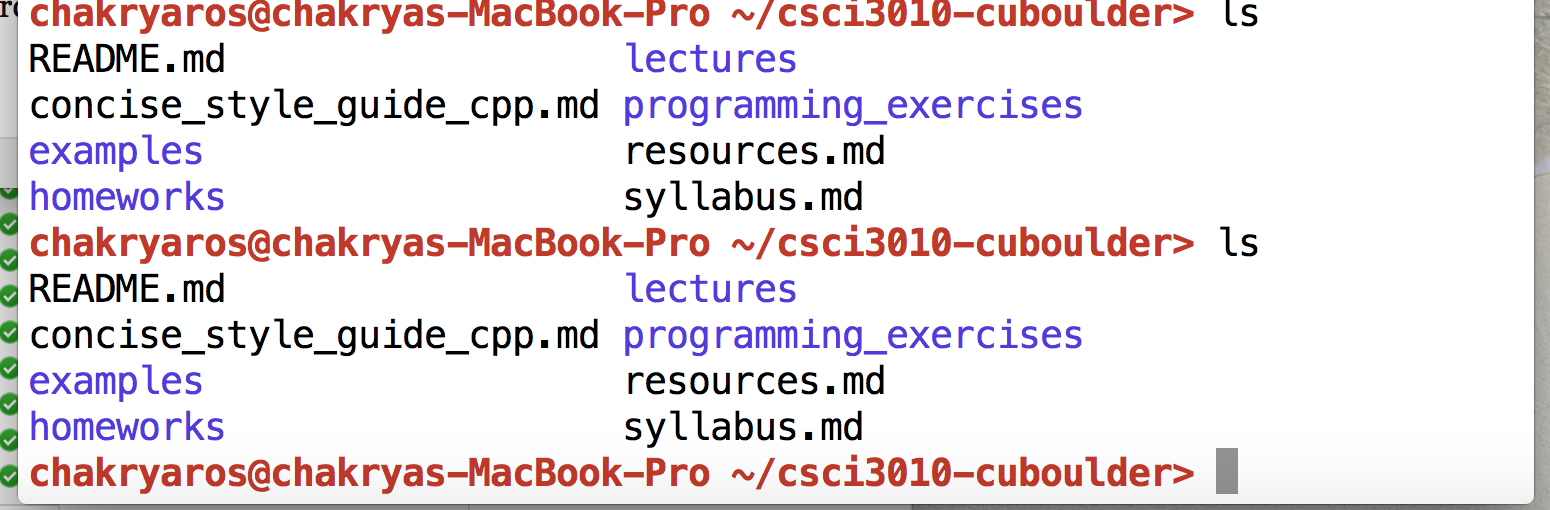 chakryaros@chakryas-MacBook-Pro ~/csci3010-cuboulder> ls
README.md lectures
concise_style_guide_cpp.md programming_exercises
examples resources.md
homeworks syllabus.md
chakryaros@chakryas-MacBook-Pro ~/csci3010-cuboulder> ls
README.md lectures
concise_style_guide_cpp.md programming_exercises
examples resources.md
homeworks syllabus.md
chakryaros@chakryas-MacBook-Pro ~/csci3010-cuboulder>